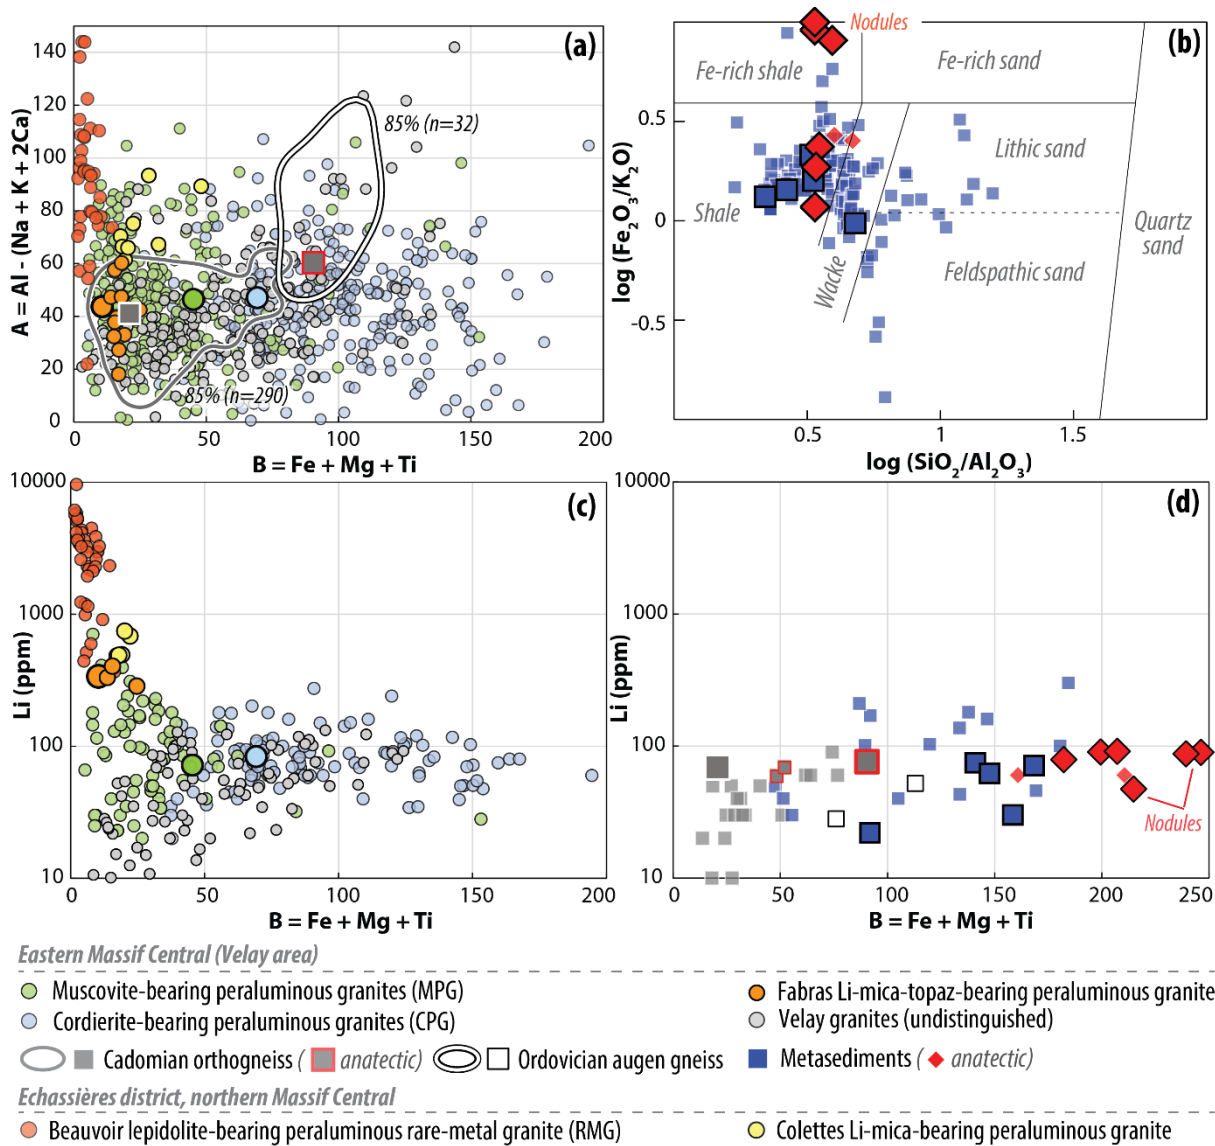 (a)
A = Al - (Na + K + 2Ca)
140
120
100
80
60
40
20
0
85% (n=32)
85% (n=290)
0
50
100
150
200
B = Fe + Mg + Ti
(b)
Nodules
Fe-rich shale
Fe-rich sand
log (Fe2O3/K2O)
0.5
0
-0.5
Shale
Wacke
Lithic sand
Feldspathic sand
Quartz sand
0.5
1
1.5
log (SiO2/Al2O3)
(c)
Li (ppm)
10000
1000
100
10
0
50
100
150
200
B = Fe + Mg + Ti
(d)
Li (ppm)
10000
1000
100
10
Nodules
0
50
100
150
200
250
B = Fe + Mg + Ti
Eastern Massif Central (Velay area)
Muscovite-bearing peraluminous granites (MPG)
Fabras Li-mica-topaz-bearing peraluminous granite
Cordierite-bearing peraluminous granites (CPG)
Velay granites (undistinguished)
Cadomian orthogneiss ( anatectic)
Ordovician augen gneiss
Metasediments ( anatectic)
Echassières district, northern Massif Central
Beauvoir lepidolite-bearing peraluminous rare-metal granite (RMG)
Colettes Li-mica-bearing peraluminous granite